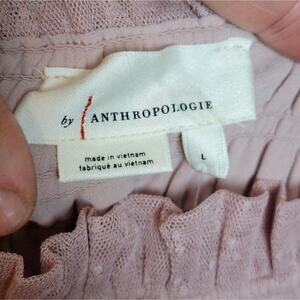 by ANTHROPOLOGIE
made in vietnam
fabriqué au vietnam
L